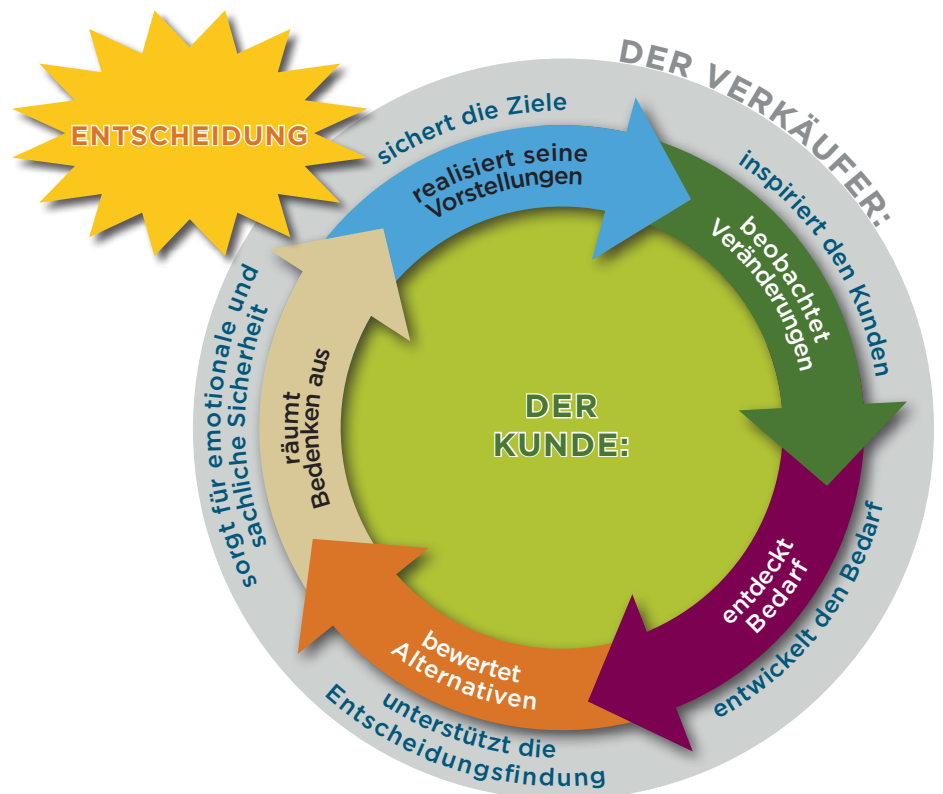 ENTSCHEIDUNG
DER VERKÄUFER:
sichert die Ziele
realisiert seine
Vorstellungen
inspiriert den Kunden
beobachtet
Veränderungen
DER
KUNDE:
entdeckt
Bedarf
entwickelt den Bedarf
bewertet
Alternativen
unterstützt die
Entscheidungsfindung
räumt
Bedenken aus
sorgt für emotionale und
sachliche Sicherheit